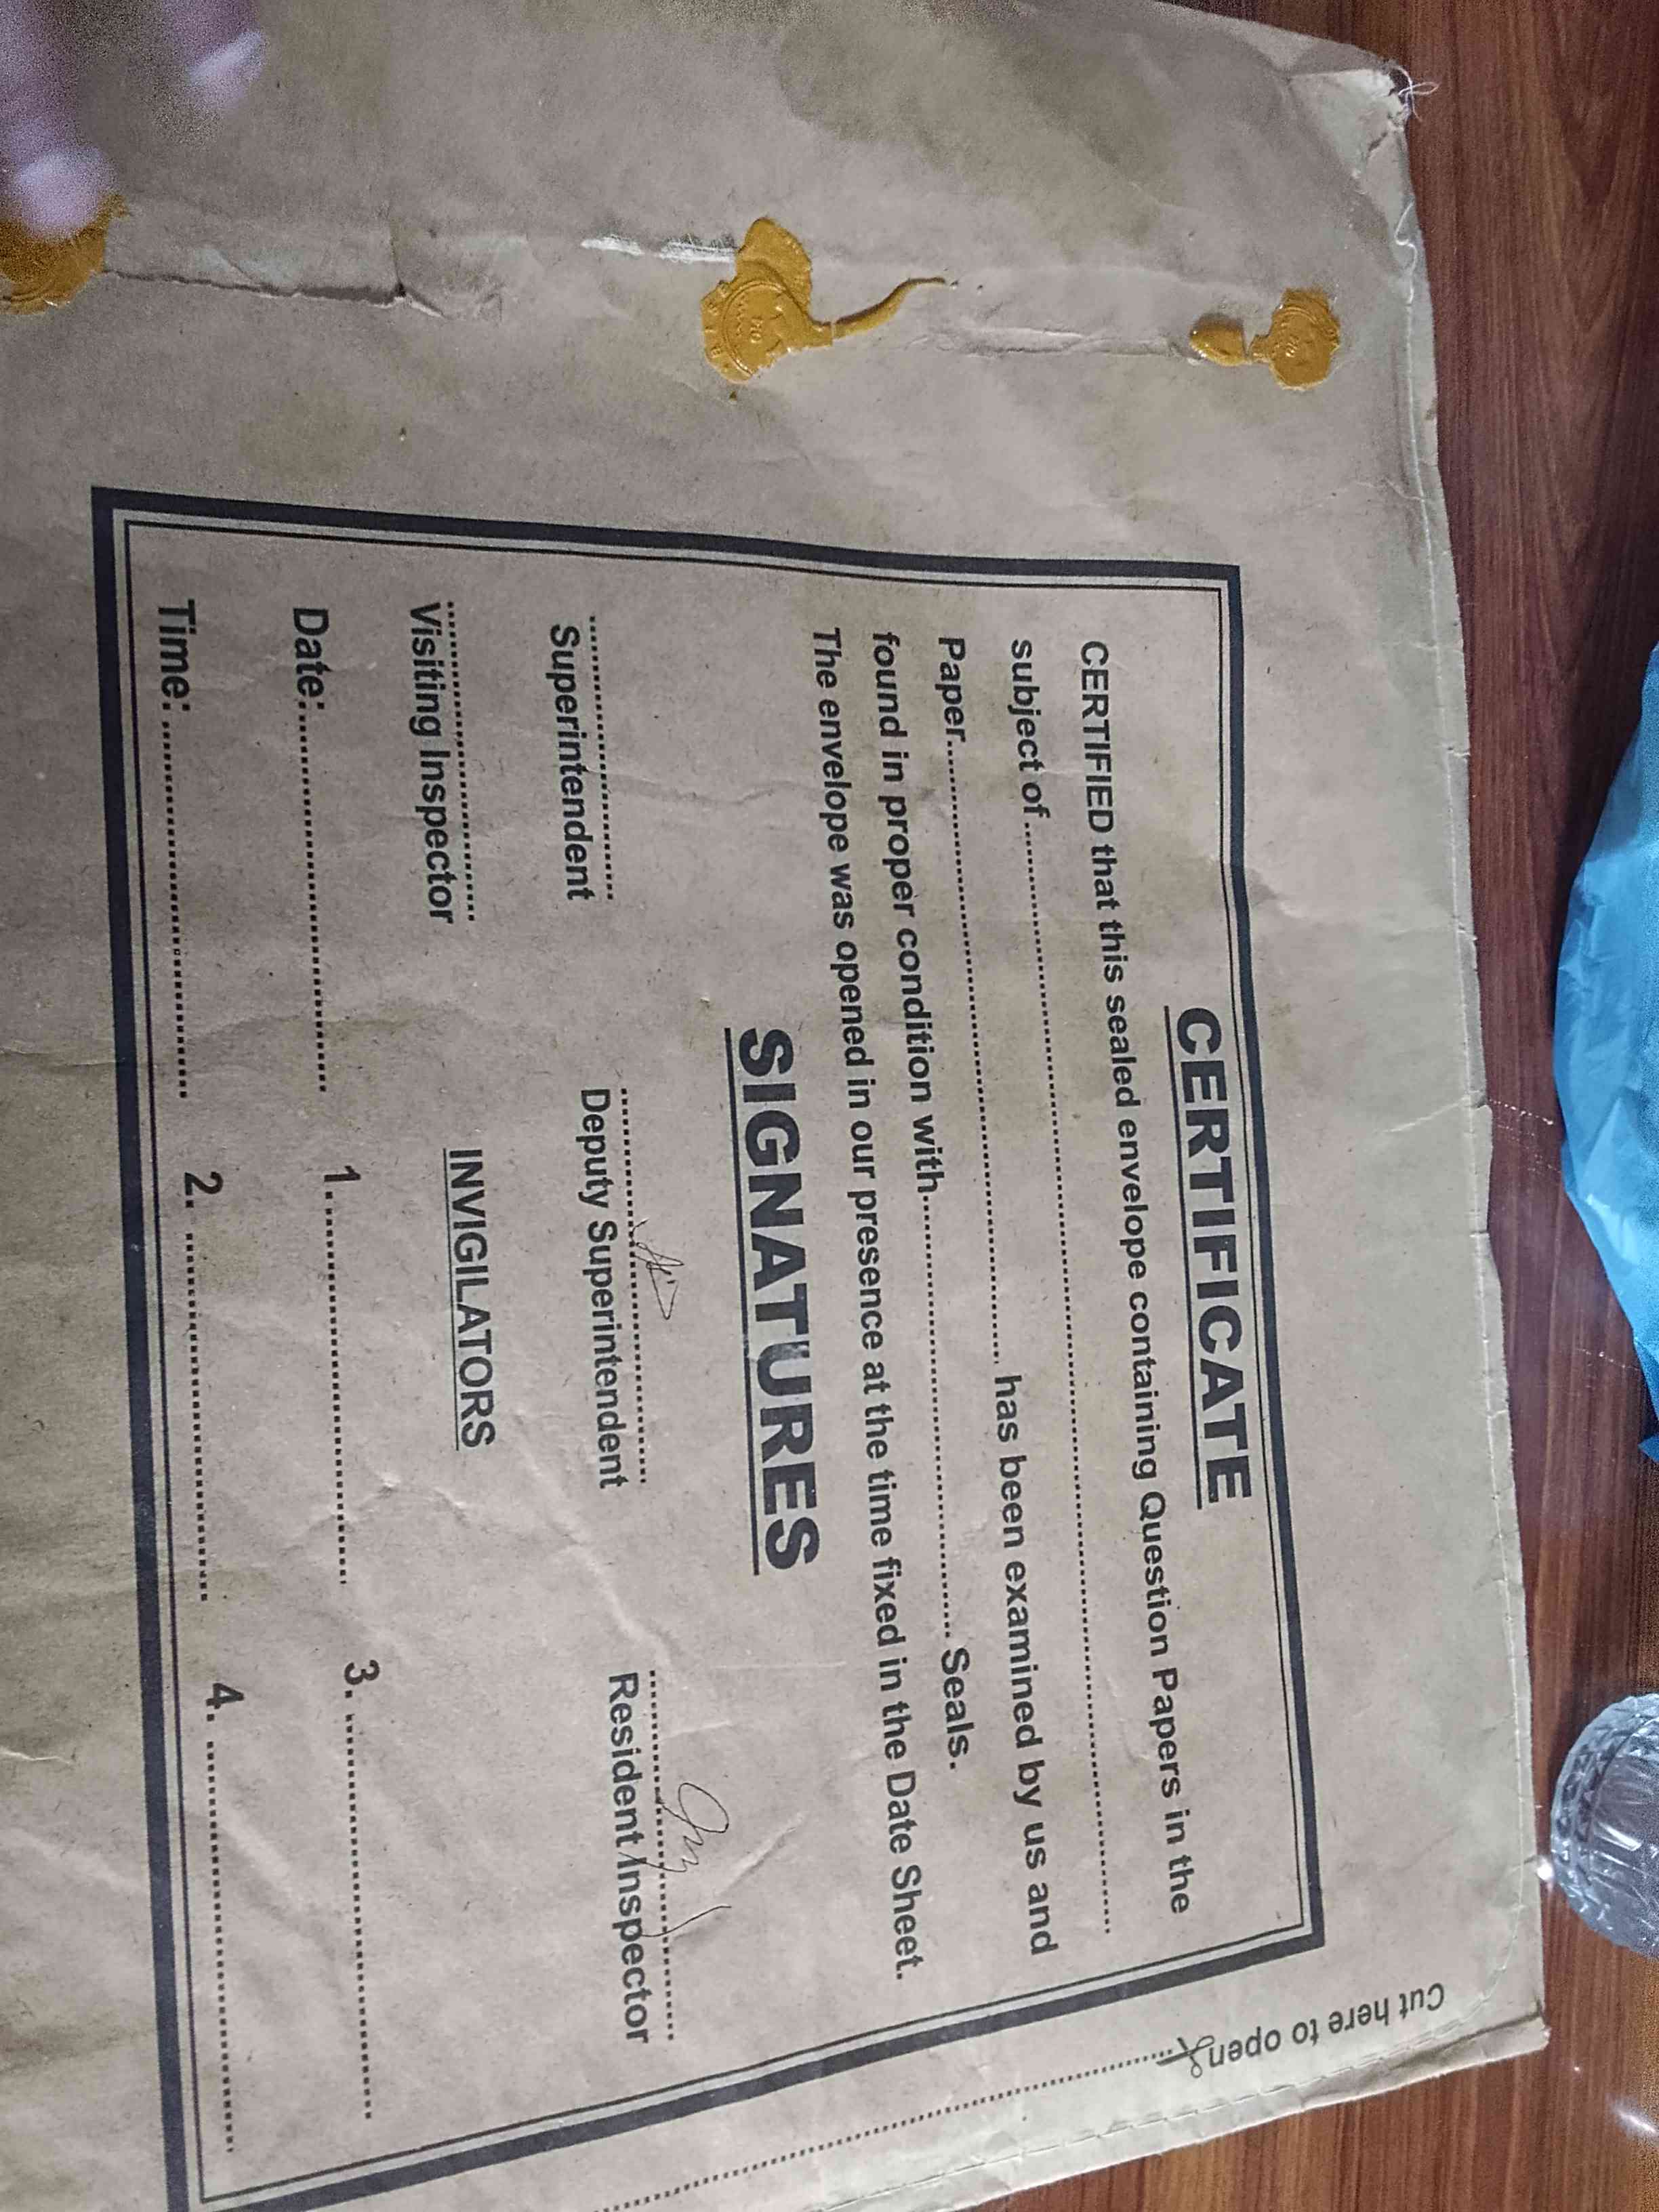 CERTIFICATE
CERTIFIED that this sealed envelope containing Question Papers in the
subject of ........................................................................
Paper........................................................ has been examined by us and
found in proper condition with........................................ Seals.
The envelope was opened in our presence at the time fixed in the Date Sheet.
SIGNATURES
Superintendent Deputy Superintendent Resident Inspector
Visiting Inspector INVIGILATORS
Date:................................ 1................................ 3................................
Time: ................................ 2. ................................ 4. ................................
Cut here to open